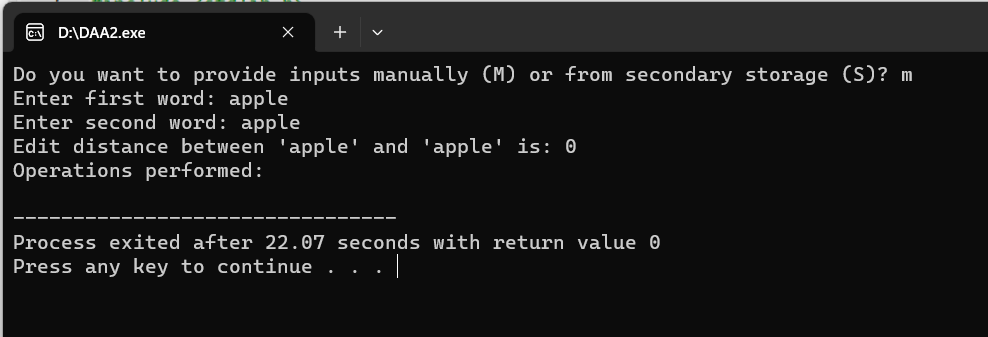 D:\DAA2.exe
Do you want to provide inputs manually (M) or from secondary storage (S)? m
Enter first word: apple
Enter second word: apple
Edit distance between 'apple' and 'apple' is: 0
Operations performed:
--------------------------------
Process exited after 22.07 seconds with return value 0
Press any key to continue . . .